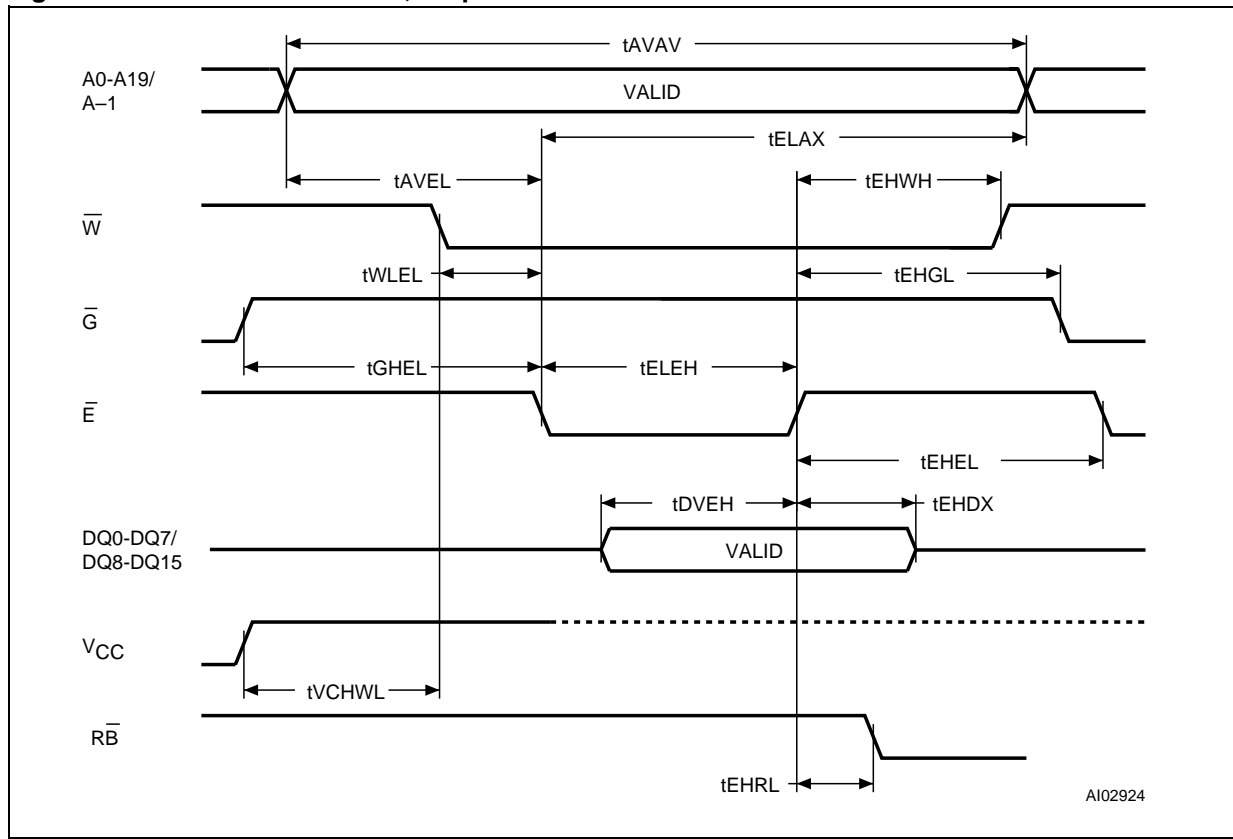 tAVAV
A0-A19/
A–1
VALID
tELAX
tAVEL
tEHWH
W̅
tWLEL
tEHGL
G̅
tGHEL
tELEH
E̅
tEHEL
tDVEH
tEHDX
DQ0-DQ7/
DQ8-DQ15
VALID
VCC
tVCHWL
RB̅
tEHRL
AI02924